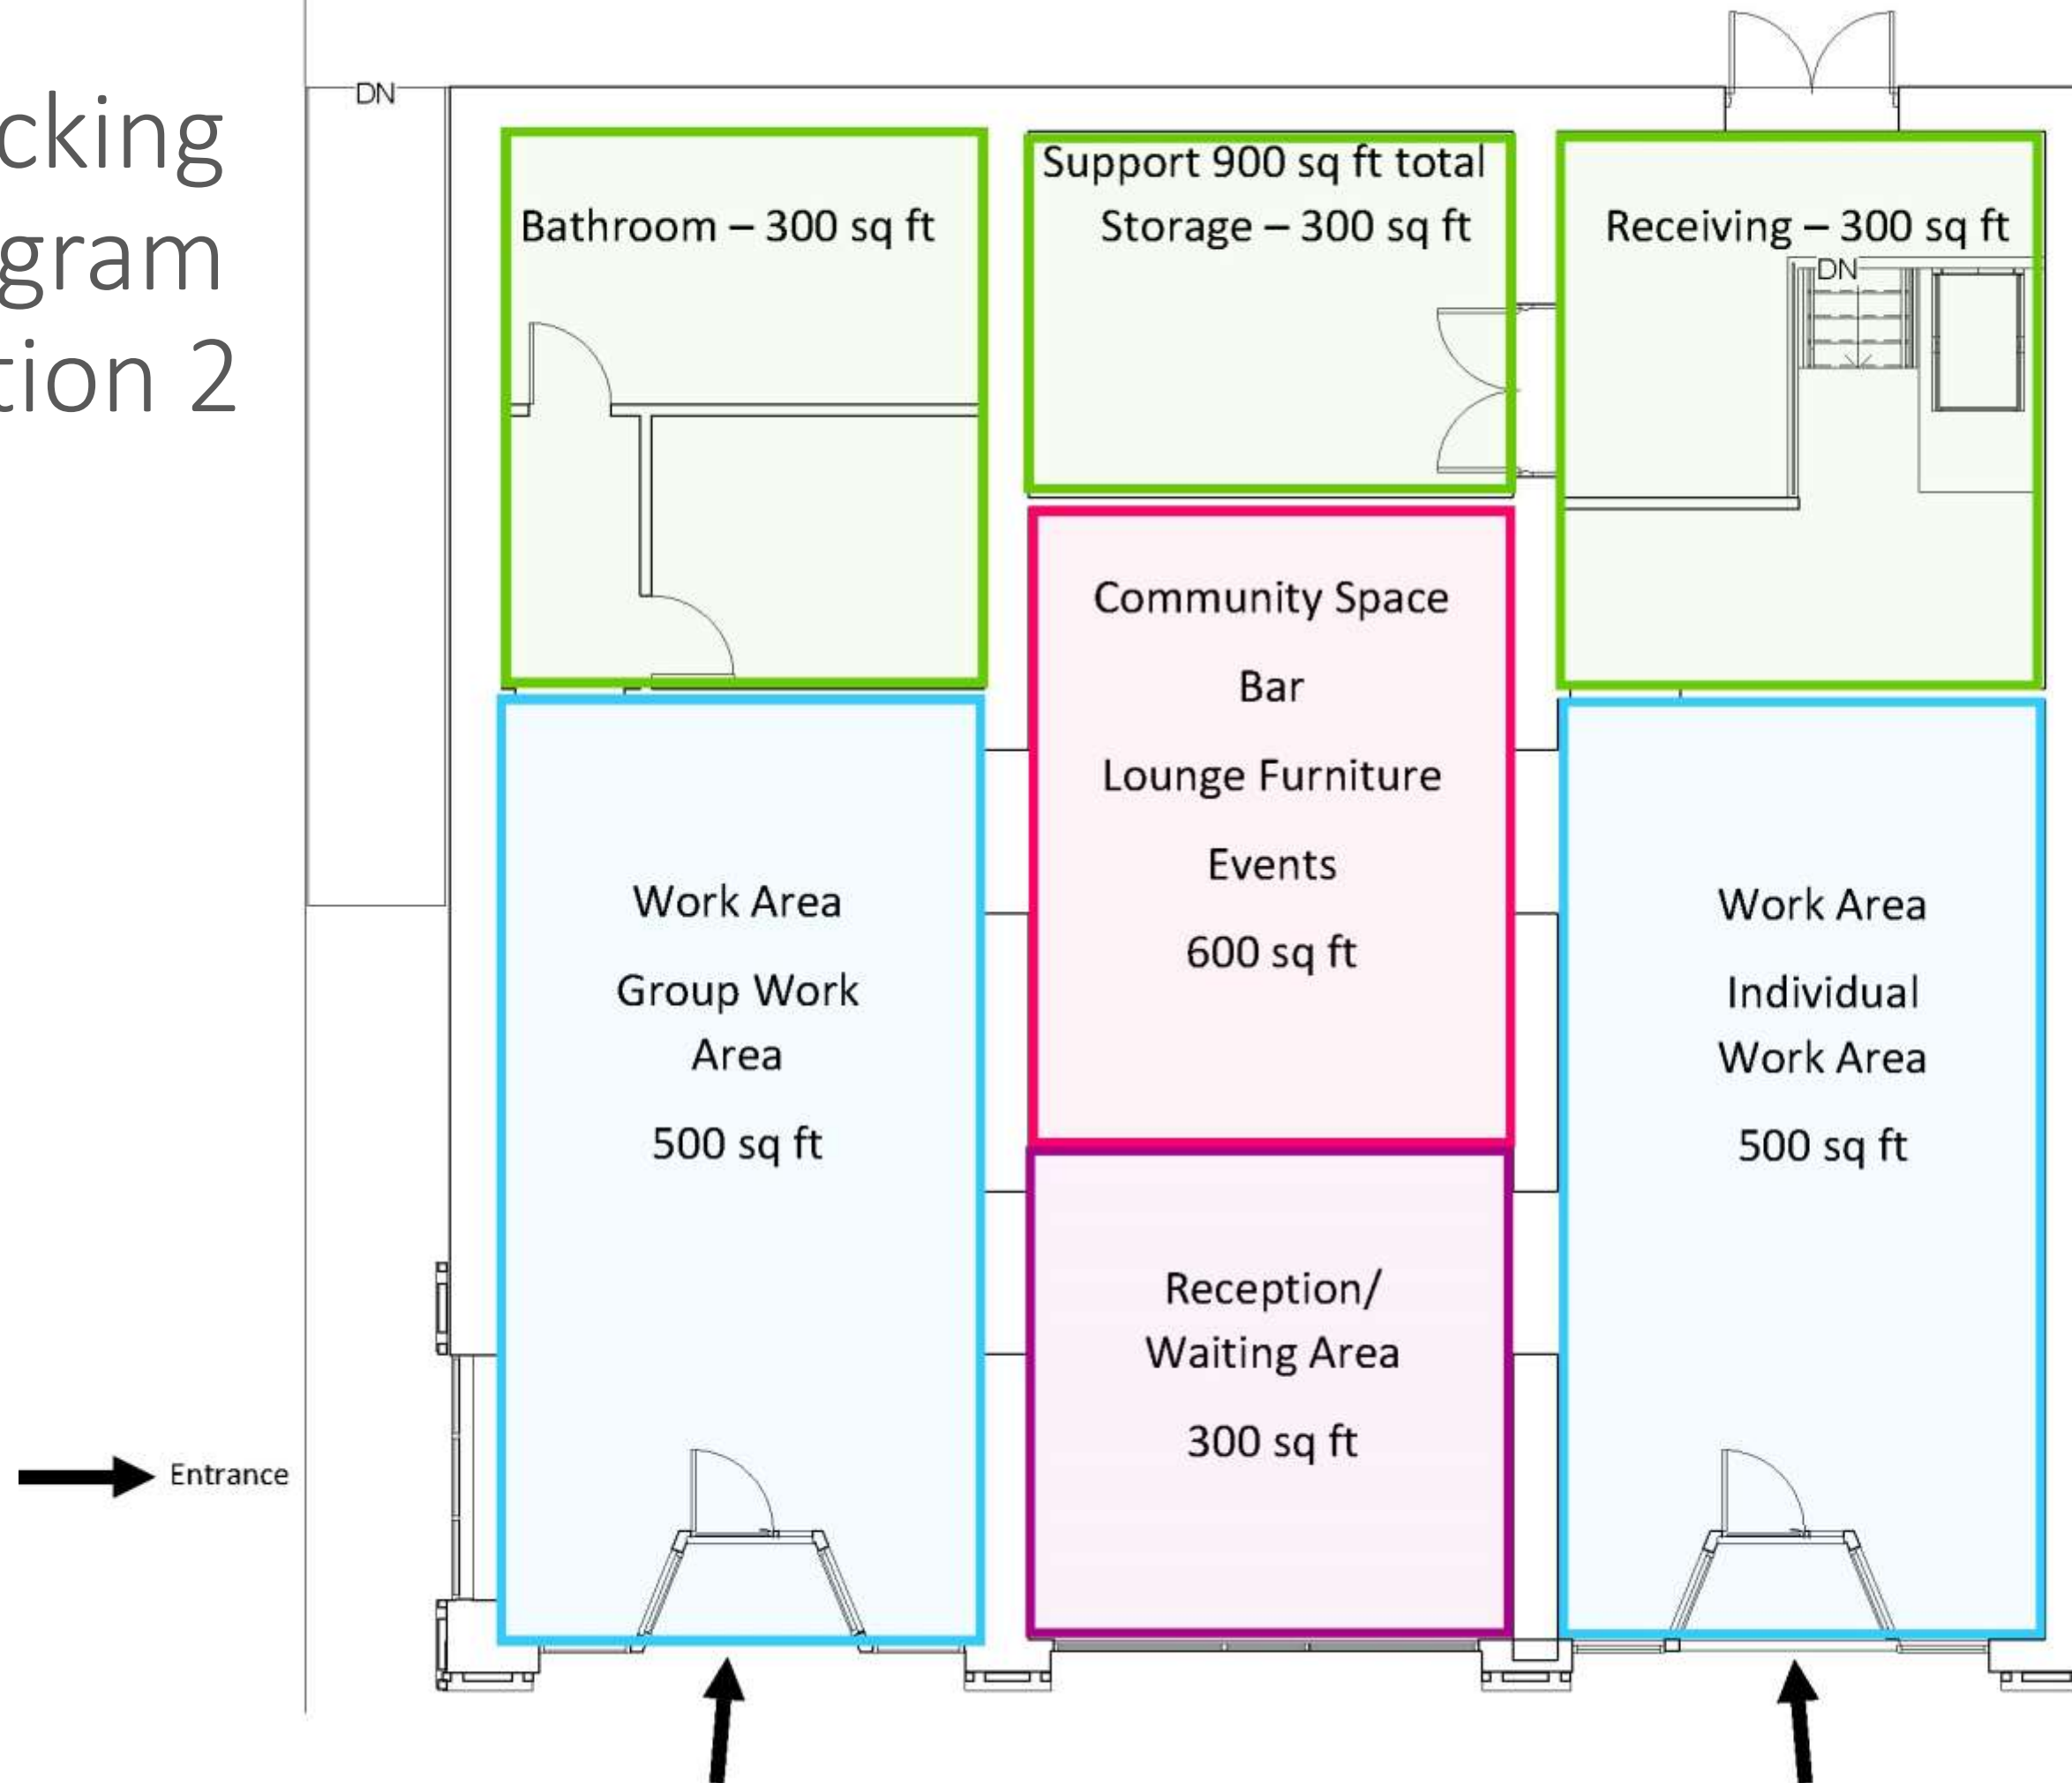 cking
gram
tion 2
DN
Bathroom – 300 sq ft
Support 900 sq ft total
Storage – 300 sq ft
Receiving – 300 sq ft
DN
Community Space
Bar
Lounge Furniture
Events
600 sq ft
Work Area
Group Work
Area
500 sq ft
Work Area
Individual
Work Area
500 sq ft
Reception/
Waiting Area
300 sq ft
Entrance